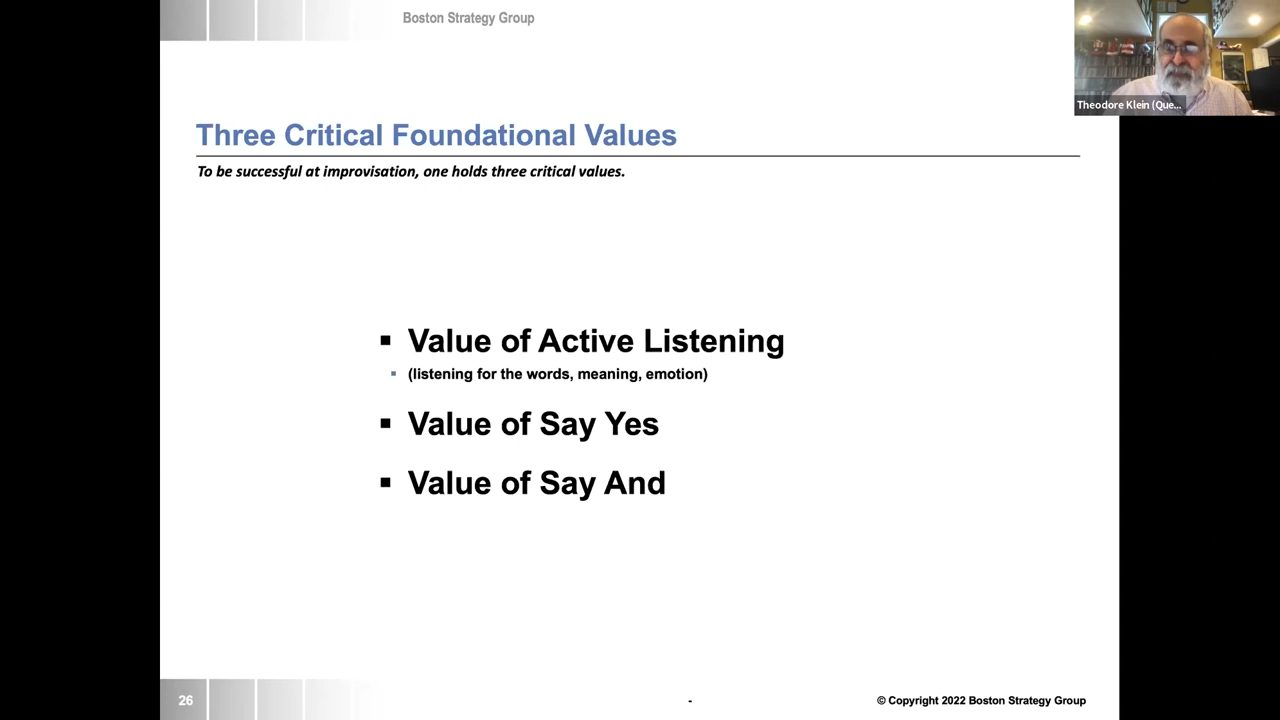 Boston Strategy Group
Theodore Klein (Que...
Three Critical Foundational Values
To be successful at improvisation, one holds three critical values.
▪ Value of Active Listening
▪ (listening for the words, meaning, emotion)
▪ Value of Say Yes
▪ Value of Say And
26
-
© Copyright 2022 Boston Strategy Group